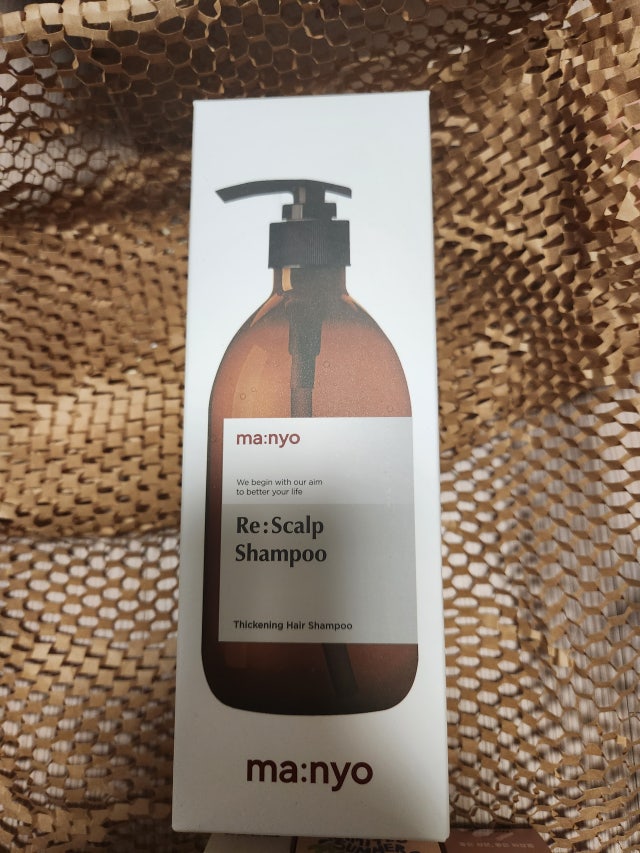 ma:nyo
We begin with our aim
to better your life
Re:Scalp
Shampoo
Thickening Hair Shampoo
ma:nyo